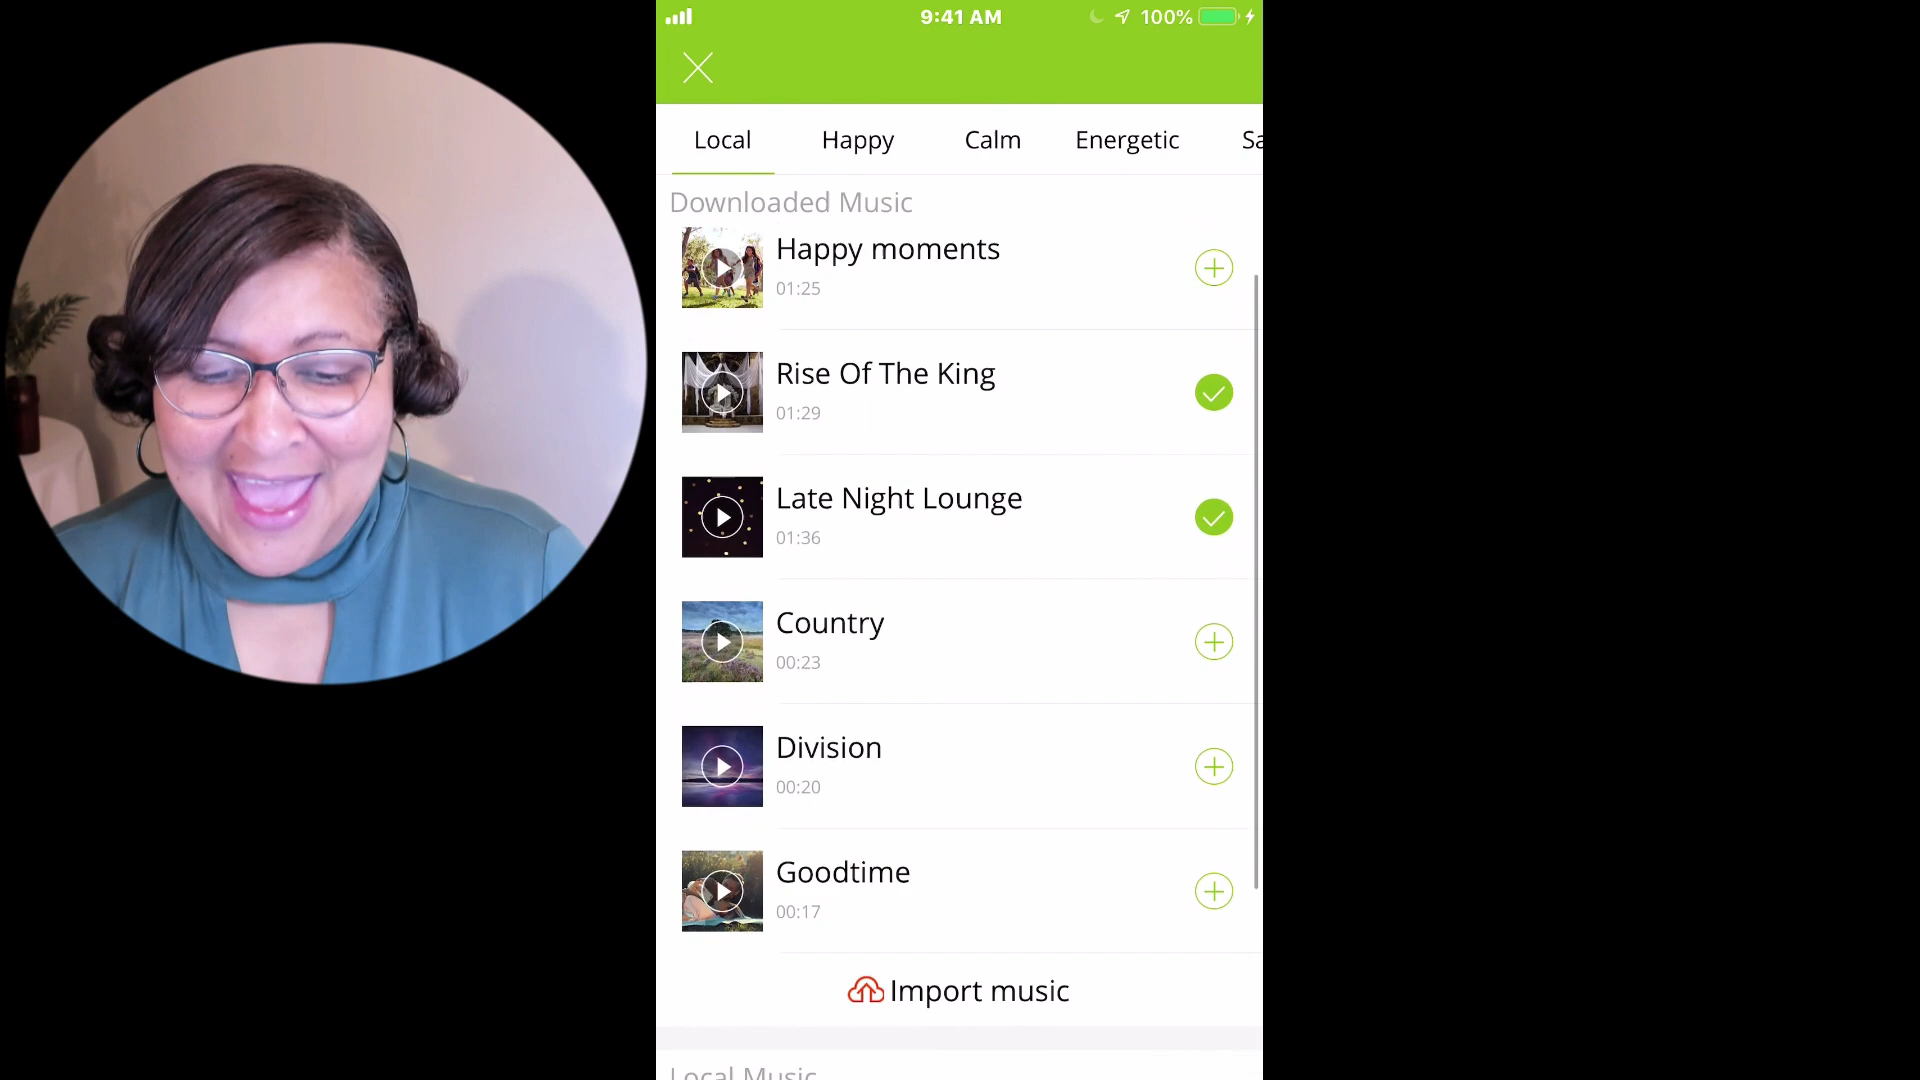 9:41 AM
100%
Local Happy Calm Energetic Sa
Downloaded Music
Happy moments
01:25
Rise Of The King
01:29
Late Night Lounge
01:36
Country
00:23
Division
00:20
Goodtime
00:17
Import music
Local Music